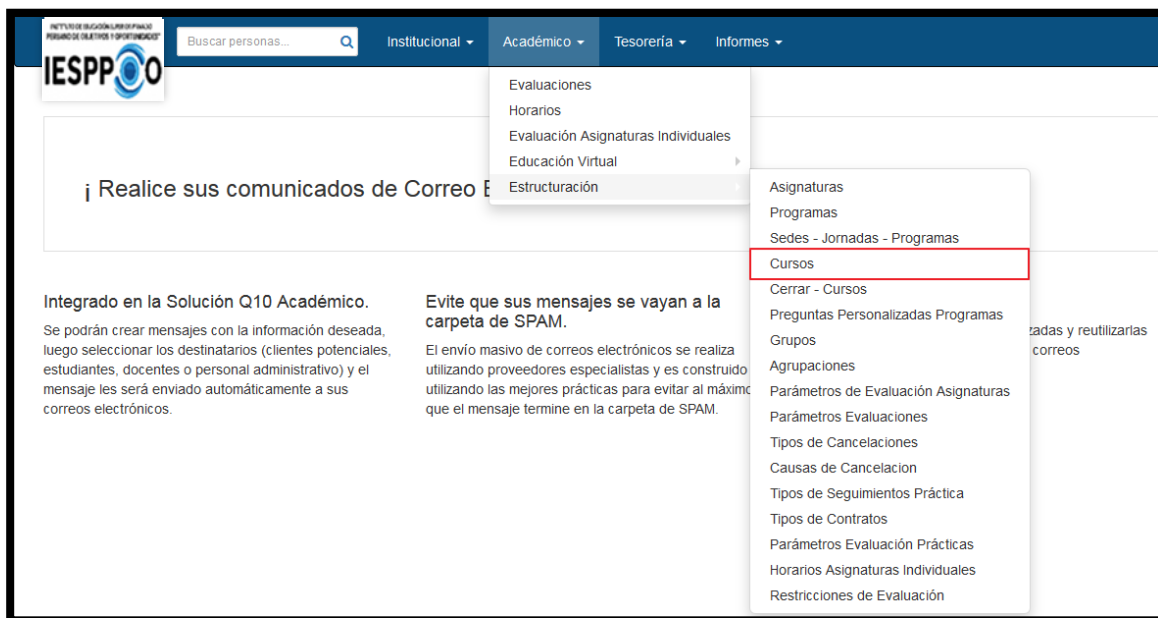 IESPP O
Buscar personas...
Institucional
Académico
Tesorería
Informes
Evaluaciones
Horarios
Evaluación Asignaturas Individuales
Educación Virtual
Estructuración
¡ Realice sus comunicados de Correo E
Asignaturas
Programas
Sedes - Jornadas - Programas
Cursos
Cerrar - Cursos
Preguntas Personalizadas Programas
Grupos
Agrupaciones
Parámetros de Evaluación Asignaturas
Parámetros Evaluaciones
Tipos de Cancelaciones
Causas de Cancelacion
Tipos de Seguimientos Práctica
Tipos de Contratos
Parámetros Evaluación Prácticas
Horarios Asignaturas Individuales
Restricciones de Evaluación
Integrado en la Solución Q10 Académico.
Se podrán crear mensajes con la información deseada,
luego seleccionar los destinatarios (clientes potenciales,
estudiantes, docentes o personal administrativo) y el
mensaje les será enviado automáticamente a sus
correos electrónicos.
Evite que sus mensajes se vayan a la
carpeta de SPAM.
El envío masivo de correos electrónicos se realiza
utilizando proveedores especialistas y es construido
utilizando las mejores prácticas para evitar al máximo
que el mensaje termine en la carpeta de SPAM.
zadas y reutilizarlas
correos